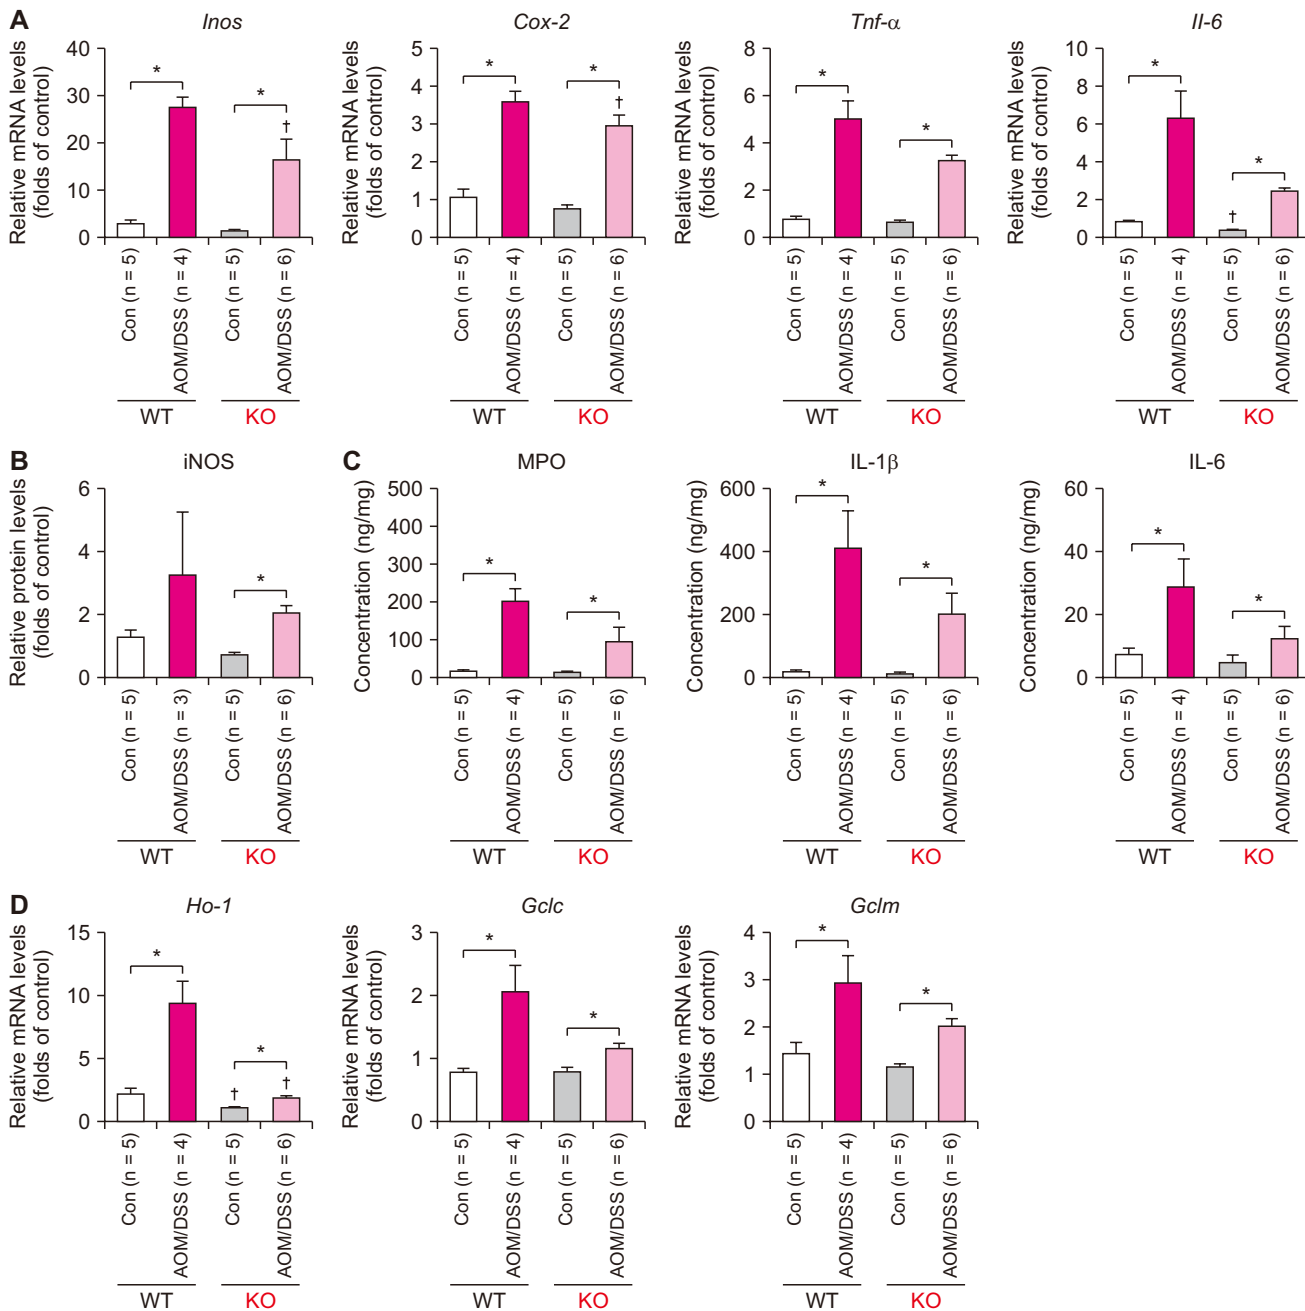 A
Inos
Relative mRNA levels
(folds of control)
40
30
20
10
0
*
*
†
Con (n = 5)
AOM/DSS (n = 4)
Con (n = 5)
AOM/DSS (n = 6)
WT
KO
Cox-2
Relative mRNA levels
(folds of control)
5
4
3
2
1
0
*
*
†
Con (n = 5)
AOM/DSS (n = 4)
Con (n = 5)
AOM/DSS (n = 6)
WT
KO
Tnf-α
Relative mRNA levels
(folds of control)
8
6
4
2
0
*
*
Con (n = 5)
AOM/DSS (n = 4)
Con (n = 5)
AOM/DSS (n = 6)
WT
KO
Il-6
Relative mRNA levels
(folds of control)
10
8
6
4
2
0
*
*
†
Con (n = 5)
AOM/DSS (n = 4)
Con (n = 5)
AOM/DSS (n = 6)
WT
KO
B
iNOS
Relative protein levels
(folds of control)
6
4
2
0
*
Con (n = 5)
AOM/DSS (n = 3)
Con (n = 5)
AOM/DSS (n = 6)
WT
KO
C
MPO
Concentration (ng/mg)
500
400
300
200
100
0
*
*
Con (n = 5)
AOM/DSS (n = 4)
Con (n = 5)
AOM/DSS (n = 6)
WT
KO
IL-1β
Concentration (ng/mg)
600
400
200
0
*
*
Con (n = 5)
AOM/DSS (n = 4)
Con (n = 5)
AOM/DSS (n = 6)
WT
KO
IL-6
Concentration (ng/mg)
60
40
20
0
*
*
Con (n = 5)
AOM/DSS (n = 4)
Con (n = 5)
AOM/DSS (n = 6)
WT
KO
D
Ho-1
Relative mRNA levels
(folds of control)
15
10
5
0
*
*
†
†
Con (n = 5)
AOM/DSS (n = 4)
Con (n = 5)
AOM/DSS (n = 6)
WT
KO
Gclc
Relative mRNA levels
(folds of control)
3
2
1
0
*
*
Con (n = 5)
AOM/DSS (n = 4)
Con (n = 5)
AOM/DSS (n = 6)
WT
KO
Gclm
Relative mRNA levels
(folds of control)
4
3
2
1
0
*
*
Con (n = 5)
AOM/DSS (n = 4)
Con (n = 5)
AOM/DSS (n = 6)
WT
KO